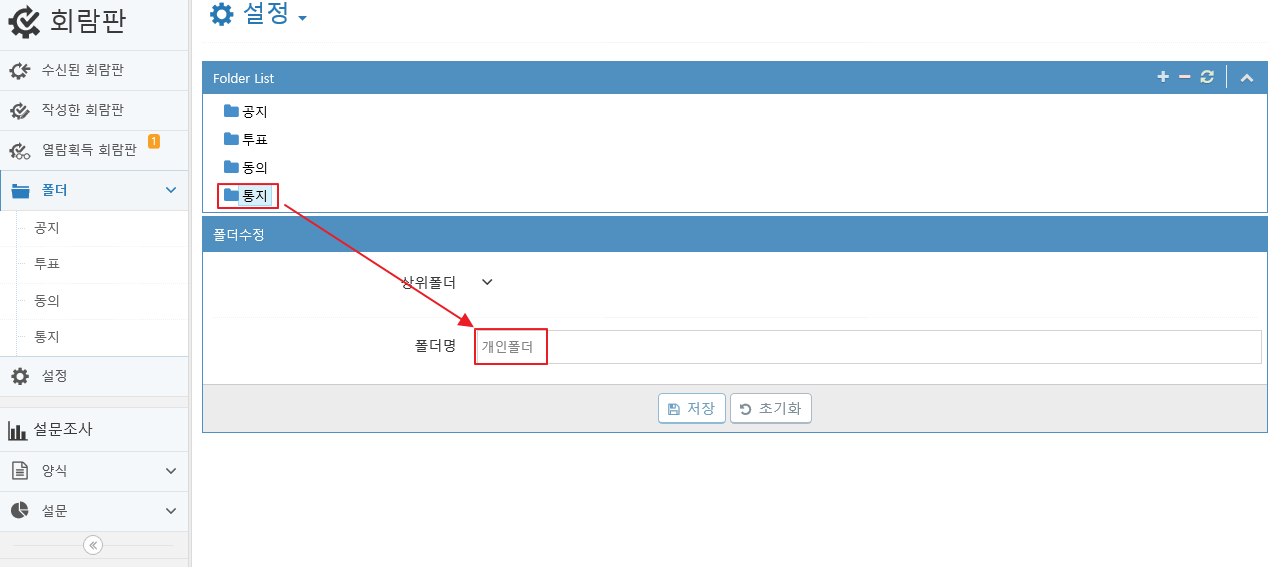 회람판
수신된 회람판
작성한 회람판
열람획득 회람판 1
폴더
공지
투표
동의
통지
설정
설문조사
양식
설문
설정
Folder List
공지
투표
동의
통지
폴더수정
상위폴더
폴더명 개인폴더
저장 초기화